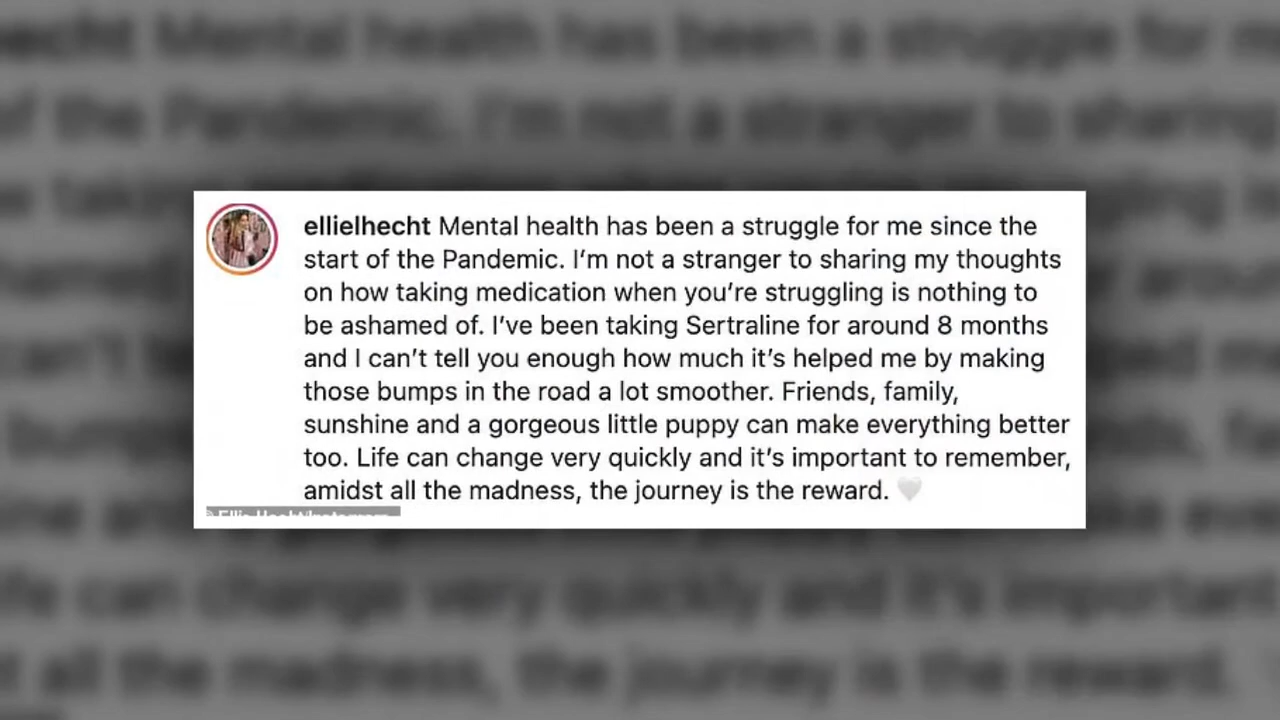 ellielhecht Mental health has been a struggle for me since the
start of the Pandemic. I’m not a stranger to sharing my thoughts
on how taking medication when you’re struggling is nothing to
be ashamed of. I’ve been taking Sertraline for around 8 months
and I can’t tell you enough how much it’s helped me by making
those bumps in the road a lot smoother. Friends, family,
sunshine and a gorgeous little puppy can make everything better
too. Life can change very quickly and it’s important to remember,
amidst all the madness, the journey is the reward. 🤍